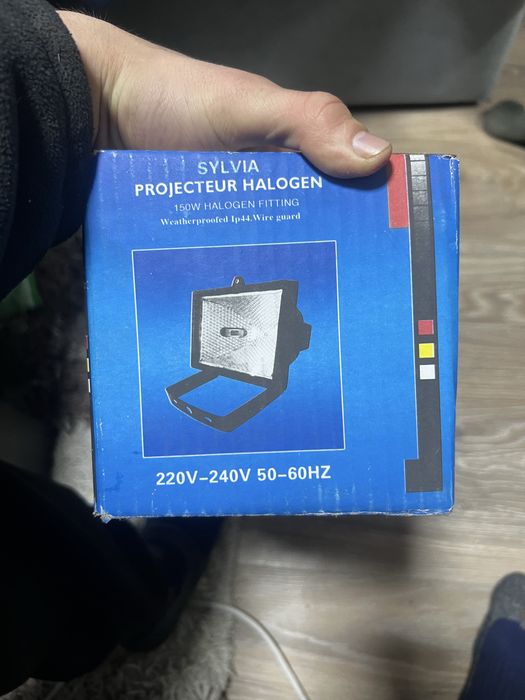 SYLVIA
PROJECTEUR HALOGEN
150W HALOGEN FITTING
Weatherproofed Ip44.Wire guard
220V-240V 50-60HZ